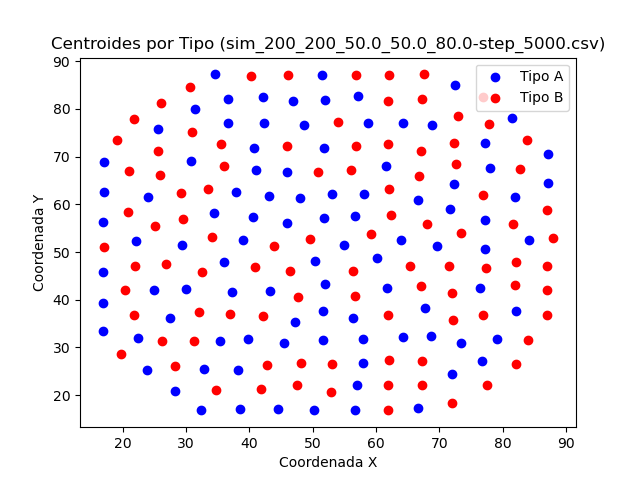 Centroides por Tipo (sim_200_200_50.0_50.0_80.0-step_5000.csv)
Tipo A
Tipo B
90
80
70
60
50
40
30
20
Coordenada Y
20 30 40 50 60 70 80 90
Coordenada X